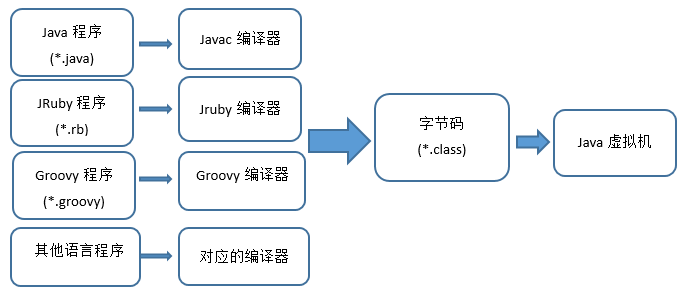 Java 程序
(*.java)
Javac 编译器
JRuby 程序
(*.rb)
Jruby 编译器
Groovy 程序
(*.groovy)
Groovy 编译器
其他语言程序
对应的编译器
字节码
(*.class)
Java 虚拟机